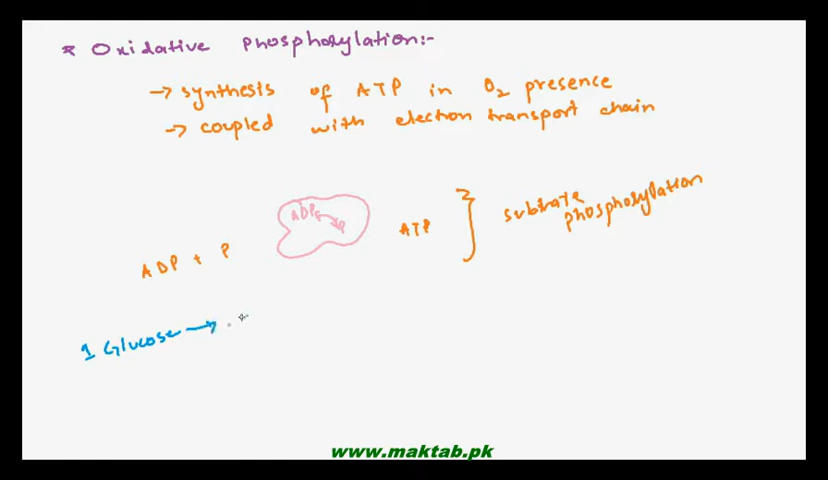 * Oxidative phosphorylation:-
→ synthesis of ATP in O2 presence
→ coupled with electron transport chain
ADP + P ADP P ATP } substrate phosphorylation
1 Glucose →
www.maktab.pk